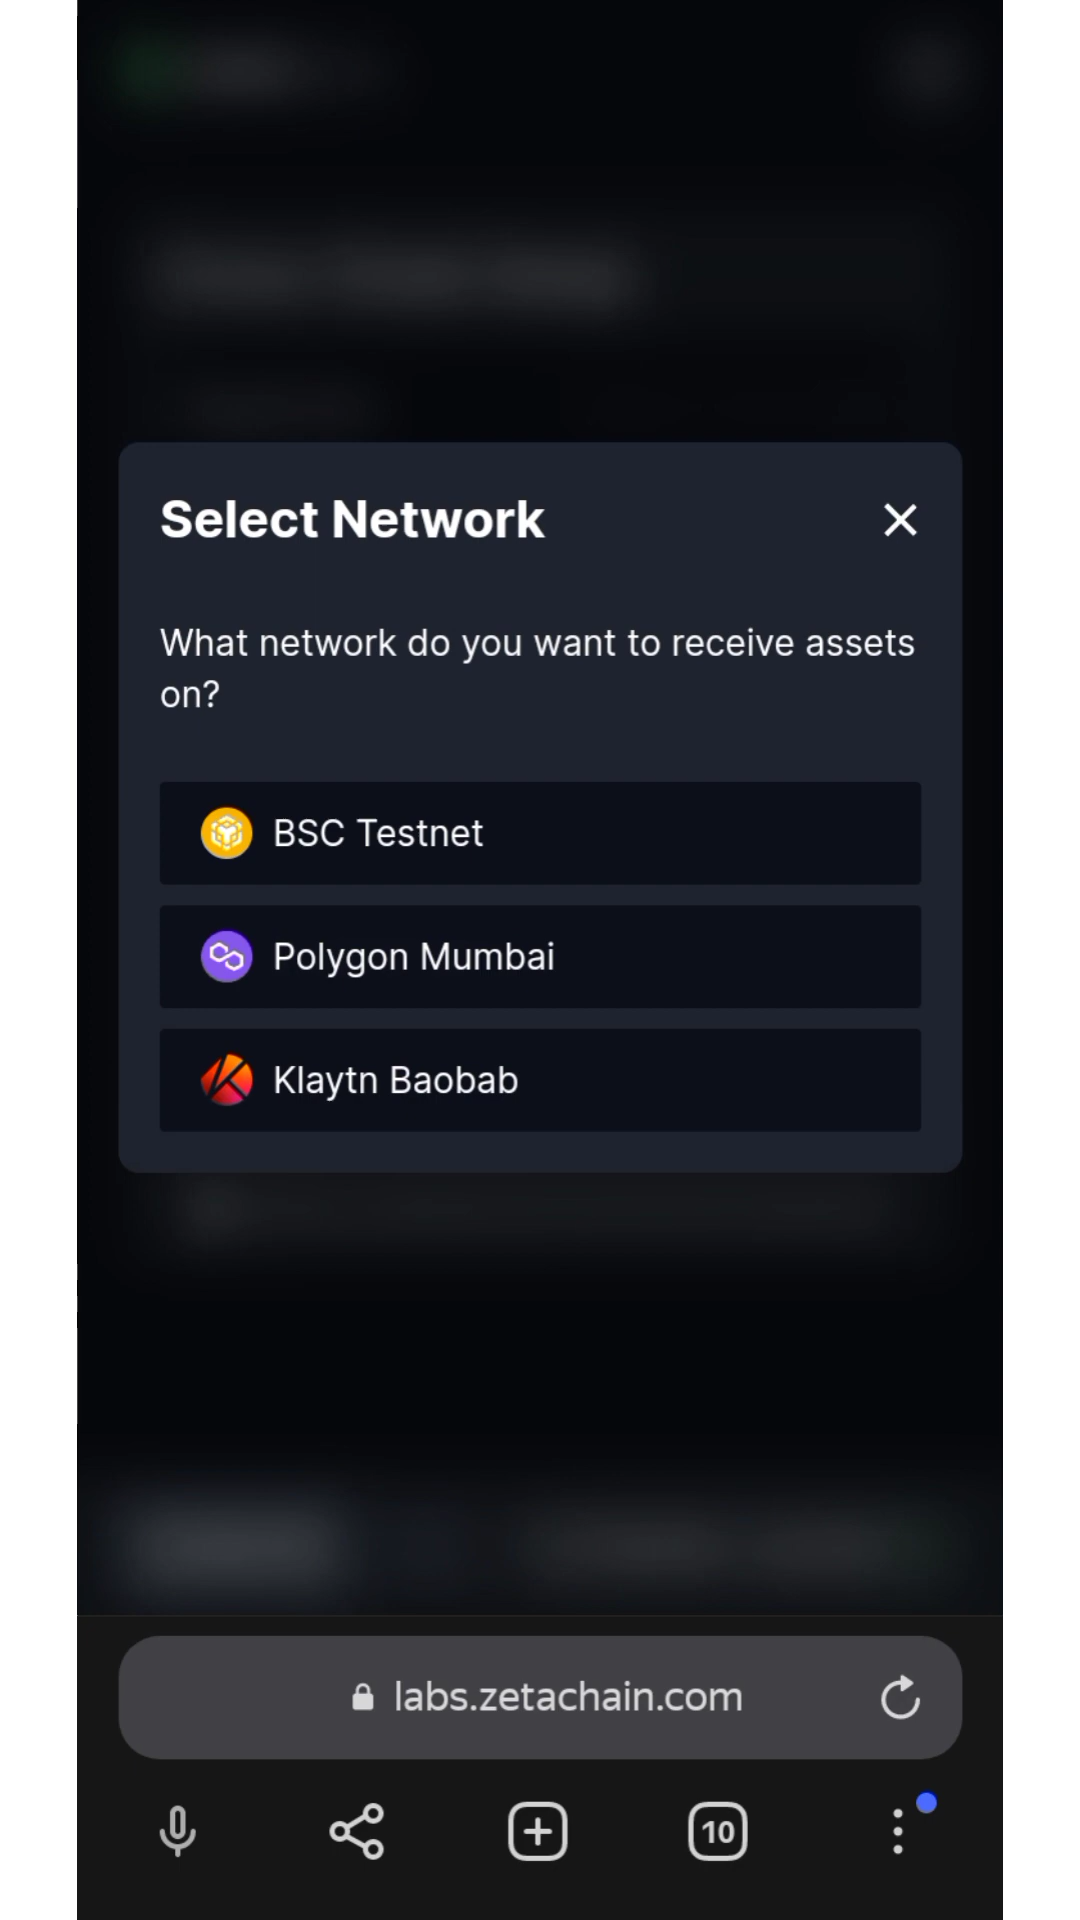 Select Network
What network do you want to receive assets
on?
BSC Testnet
Polygon Mumbai
Klaytn Baobab
labs.zetachain.com
10